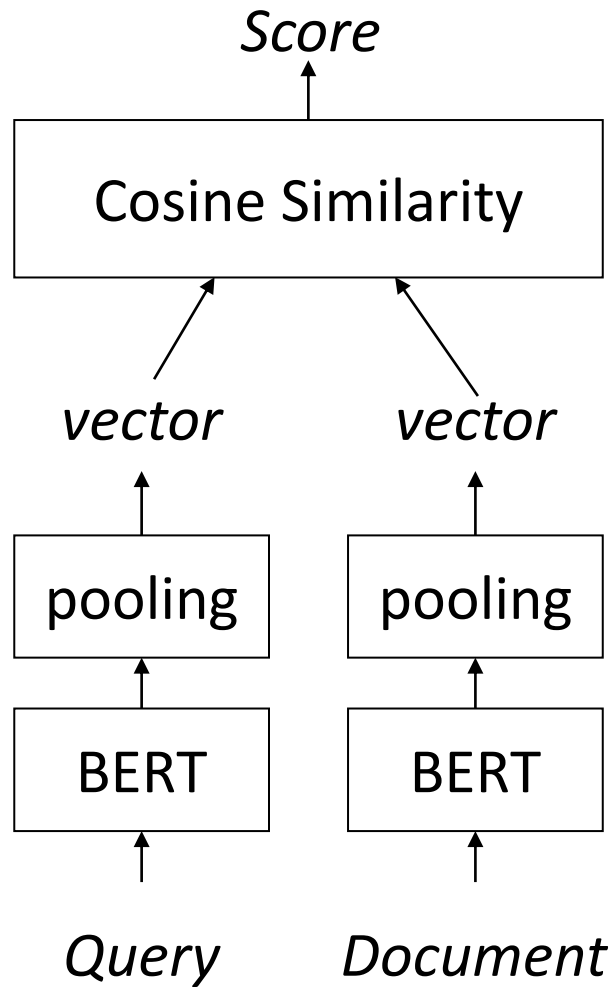 Score
Cosine Similarity
vector vector
pooling pooling
BERT BERT
Query Document